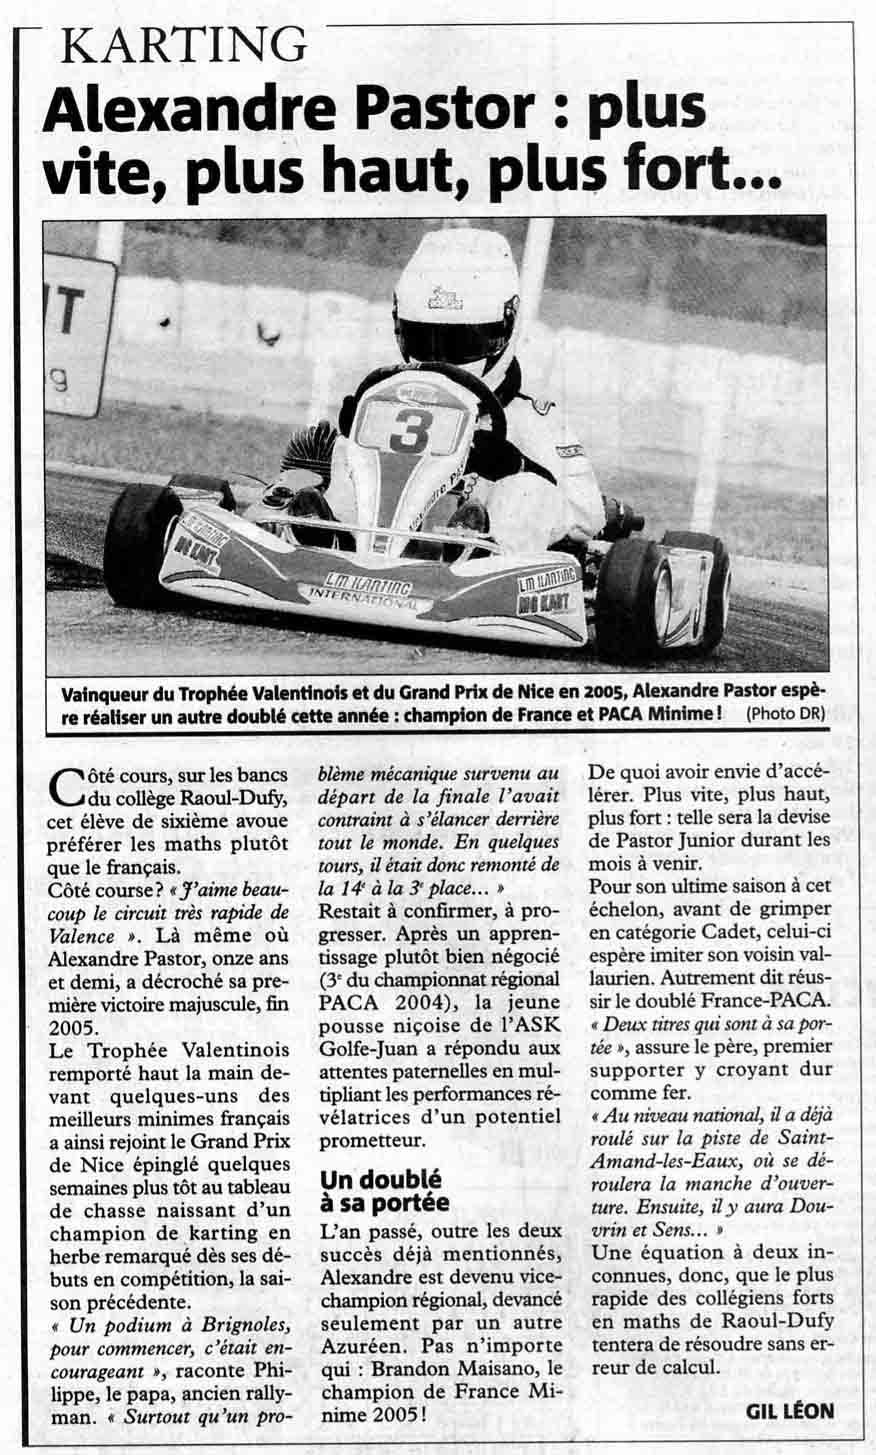 KARTING
Alexandre Pastor : plus
vite, plus haut, plus fort...
NT
g
3
Alexandre Pas
LM KARTING
MG KART
LM KARTING
INTERNATIONAL
LM KARTING
MG KART
Vainqueur du Trophée Valentinois et du Grand Prix de Nice en 2005, Alexandre Pastor espè-
re réaliser un autre doublé cette année : champion de France et PACA Minime ! (Photo DR)
Côté cours, sur les bancs
du collège Raoul-Dufy,
cet élève de sixième avoue
préférer les maths plutôt
que le français.
Côté course ? « J'aime beau-
coup le circuit très rapide de
Valence ». Là même où
Alexandre Pastor, onze ans
et demi, a décroché sa pre-
mière victoire majuscule, fin
2005.
Le Trophée Valentinois
remporté haut la main de-
vant quelques-uns des
meilleurs minimes français
a ainsi rejoint le Grand Prix
de Nice épinglé quelques
semaines plus tôt au tableau
de chasse naissant d'un
champion de karting en
herbe remarqué dès ses dé-
buts en compétition, la sai-
son précédente.
« Un podium à Brignoles,
pour commencer, c'était en-
courageant », raconte Phi-
lippe, le papa, ancien rally-
man. « Surtout qu'un pro-
blème mécanique survenu au
départ de la finale l'avait
contraint à s'élancer derrière
tout le monde. En quelques
tours, il était donc remonté de
la 14e à la 3e place... »
Restait à confirmer, à pro-
gresser. Après un appren-
tissage plutôt bien négocié
(3e du championnat régional
PACA 2004), la jeune
pousse niçoise de l'ASK
Golfe-Juan a répondu aux
attentes paternelles en mul-
tipliant les performances ré-
vélatrices d'un potentiel
prometteur.
Un doublé
à sa portée
L'an passé, outre les deux
succès déjà mentionnés,
Alexandre est devenu vice-
champion régional, devancé
seulement par un autre
Azuréen. Pas n'importe
qui : Brandon Maisano, le
champion de France Mi-
nime 2005 !
De quoi avoir envie d'accé-
lérer. Plus vite, plus haut,
plus fort : telle sera la devise
de Pastor Junior durant les
mois à venir.
Pour son ultime saison à cet
échelon, avant de grimper
en catégorie Cadet, celui-ci
espère imiter son voisin val-
laurien. Autrement dit réus-
sir le doublé France-PACA.
« Deux titres qui sont à sa por-
tée », assure le père, premier
supporter y croyant dur
comme fer.
« Au niveau national, il a déjà
roulé sur la piste de Saint-
Amand-les-Eaux, où se dé-
roulera la manche d'ouver-
ture. Ensuite, il y aura Dou-
vrin et Sens... »
Une équation à deux in-
connues, donc, que le plus
rapide des collégiens forts
en maths de Raoul-Dufy
tentera de résoudre sans er-
reur de calcul.
GIL LÉON